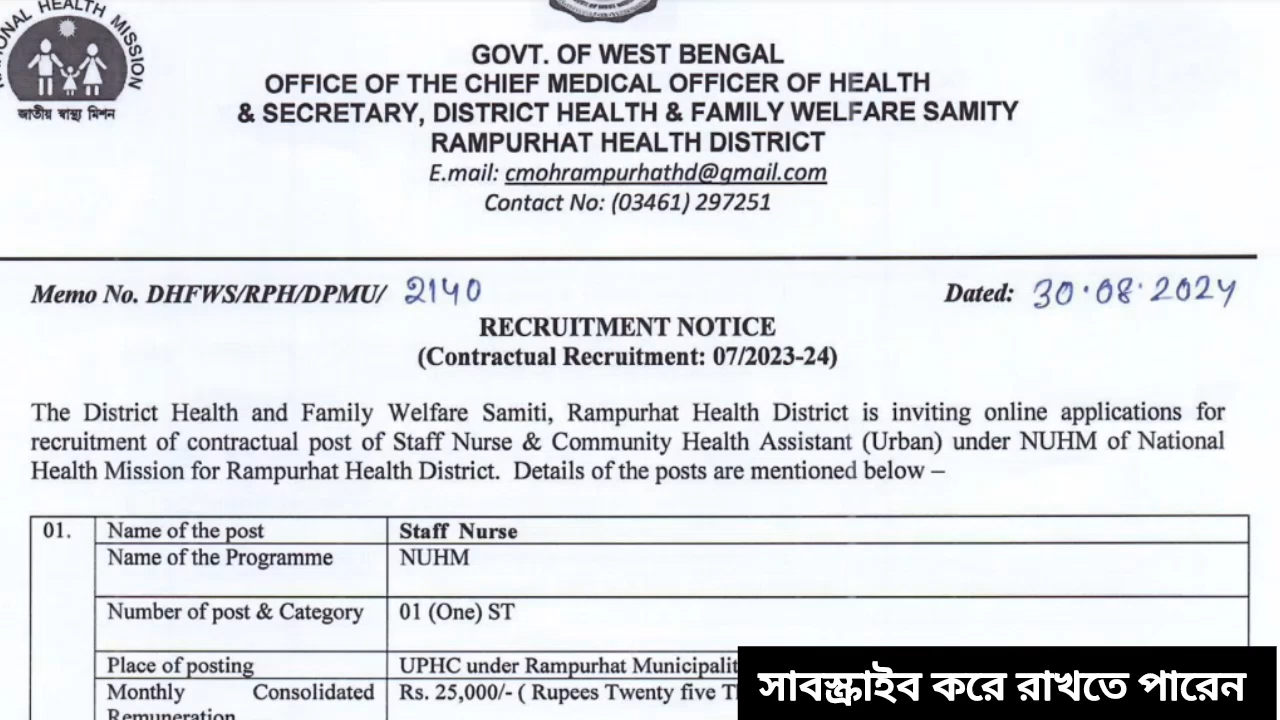 NATIONAL HEALTH MISSION
জাতীয় স্বাস্থ্য মিশন
GOVT. OF WEST BENGAL
OFFICE OF THE CHIEF MEDICAL OFFICER OF HEALTH
& SECRETARY, DISTRICT HEALTH & FAMILY WELFARE SAMITY
RAMPURHAT HEALTH DISTRICT
E.mail: cmohrampurhathd@gmail.com
Contact No: (03461) 297251
Memo No. DHFWS/RPH/DPMU/ 2140 Dated: 30.08.2024
RECRUITMENT NOTICE
(Contractual Recruitment: 07/2023-24)
The District Health and Family Welfare Samiti, Rampurhat Health District is inviting online applications for
recruitment of contractual post of Staff Nurse & Community Health Assistant (Urban) under NUHM of National
Health Mission for Rampurhat Health District. Details of the posts are mentioned below –
01. Name of the post Staff Nurse
Name of the Programme NUHM
Number of post & Category 01 (One) ST
Place of posting UPHC under Rampurhat Municipalit
Monthly Consolidated Rs. 25,000/- ( Rupees Twenty five T
Remuneration
সাবস্ক্রাইব করে রাখতে পারেন